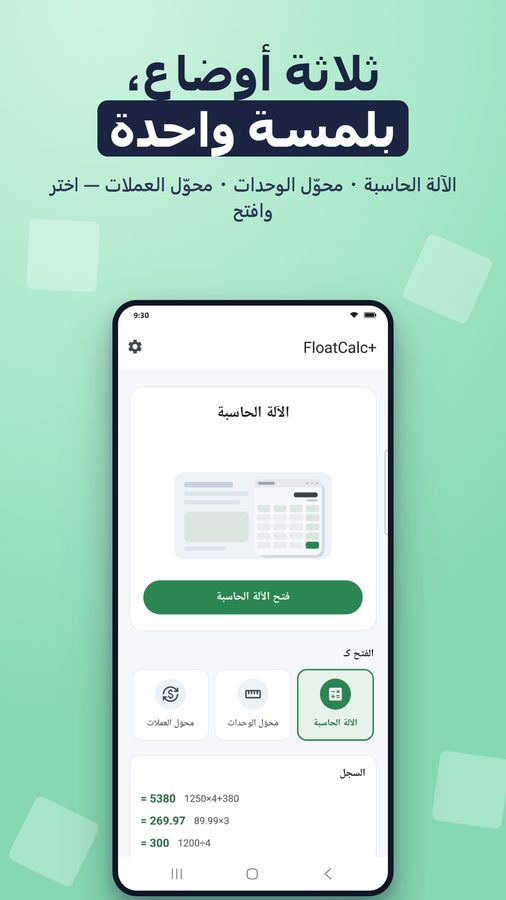 ثلاثة أوضاع،
بلمسة واحدة
الآلة الحاسبة • محوّل الوحدات • محوّل العملات — اختر
وافتح
9:30
FloatCalc+
الآلة الحاسبة
فتح الآلة الحاسبة
الفتح كـ
الآلة الحاسبة
محوّل الوحدات
محوّل العملات
السجل
1250×4+380 = 5380
89.99×3 = 269.97
1200÷4 = 300